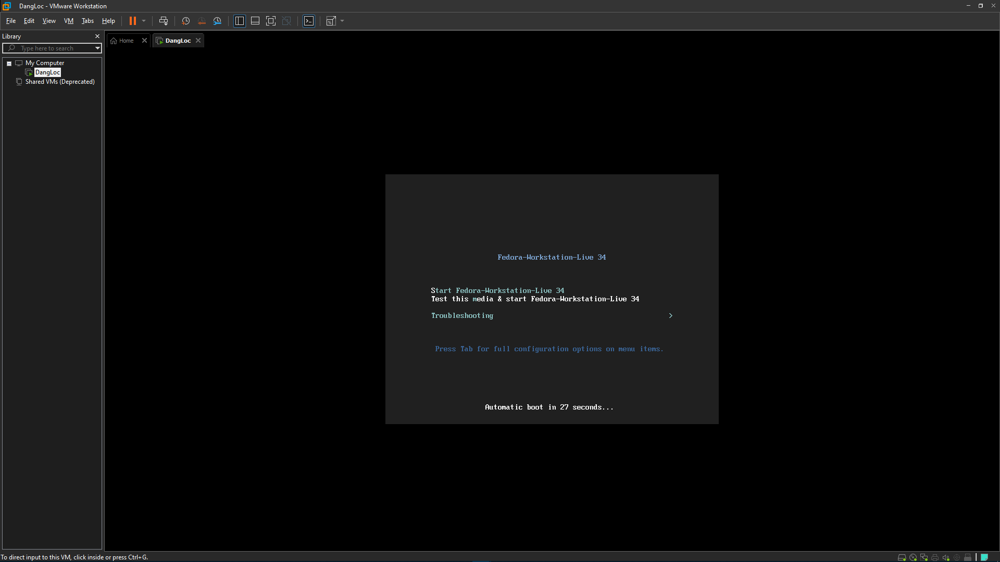 DangLoc - VMware Workstation
File Edit View VM Tabs Help
Library
Home
DangLoc
Type here to search
My Computer
DangLoc
Shared VMs (Deprecated)
Fedora-Workstation-Live 34
Start Fedora-Workstation-Live 34
Test this media & start Fedora-Workstation-Live 34
Troubleshooting >
Press Tab for full configuration options on menu items.
Automatic boot in 27 seconds...
To direct input to this VM, click inside or press Ctrl+G.